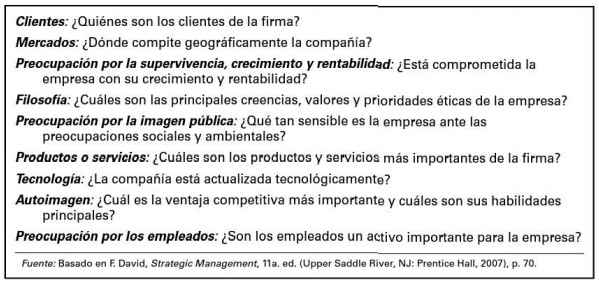 Clientes: ¿Quiénes son los clientes de la firma?
Mercados: ¿Dónde compite geográficamente la compañía?
Preocupación por la supervivencia, crecimiento y rentabilidad: ¿Está comprometida la
empresa con su crecimiento y rentabilidad?
Filosofía: ¿Cuáles son las principales creencias, valores y prioridades éticas de la empresa?
Preocupación por la imagen pública: ¿Qué tan sensible es la empresa ante las
preocupaciones sociales y ambientales?
Productos o servicios: ¿Cuáles son los productos y servicios más importantes de la firma?
Tecnología: ¿La compañía está actualizada tecnológicamente?
Autoimagen: ¿Cuál es la ventaja competitiva más importante y cuáles son sus habilidades
principales?
Preocupación por los empleados: ¿Son los empleados un activo importante para la empresa?
Fuente: Basado en F. David, Strategic Management, 11a. ed. (Upper Saddle River, NJ: Prentice Hall, 2007), p. 70.